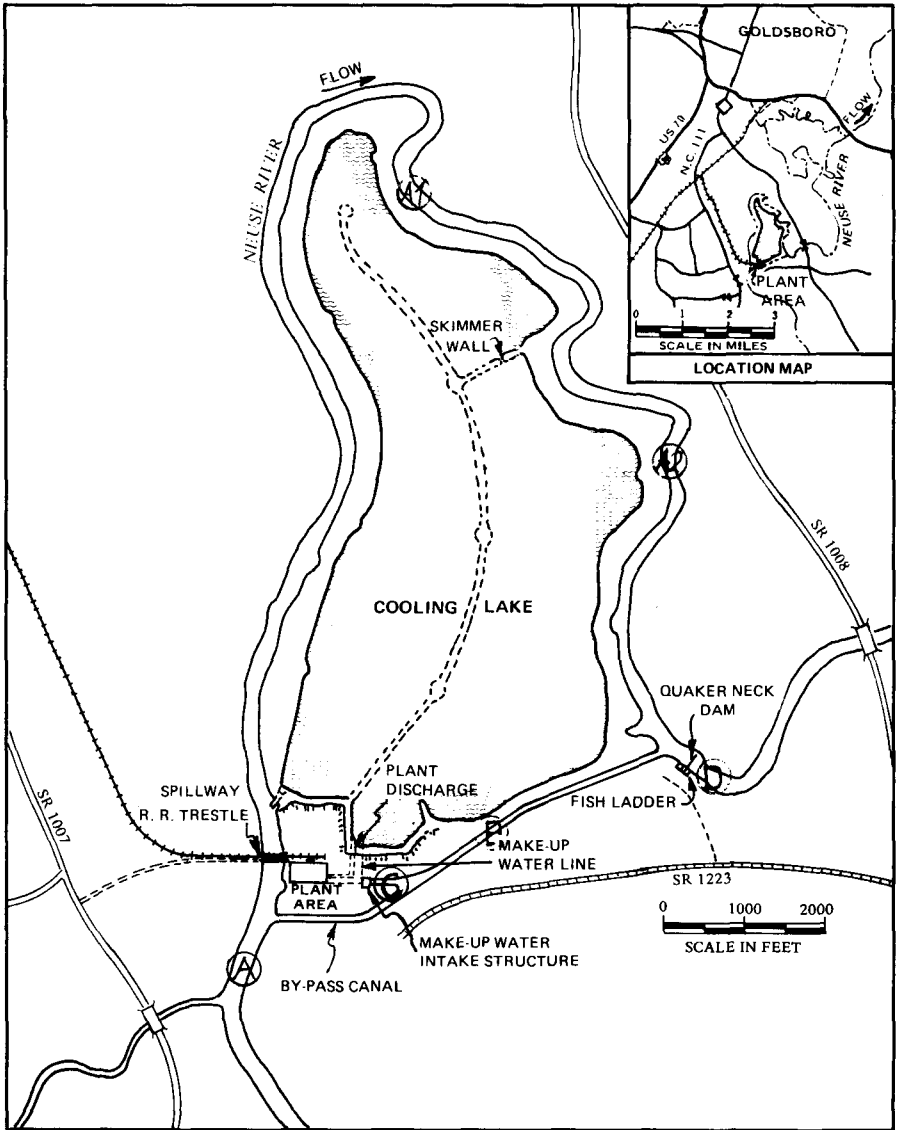 FLOW
NEUSE RIVER
SKIMMER
WALL
COOLING LAKE
QUAKER NECK
DAM
FISH LADDER
PLANT
DISCHARGE
SPILLWAY
R. R. TRESTLE
MAKE-UP
WATER LINE
PLANT
AREA
MAKE-UP WATER
INTAKE STRUCTURE
BY-PASS CANAL
SR 1007
SR 1008
SR 1223
A
D
0 1000 2000
SCALE IN FEET
GOLDSBORO
FLOW
US 70
N.C. 111
NEUSE RIVER
PLANT
AREA
0 1 2 3
SCALE IN MILES
LOCATION MAP